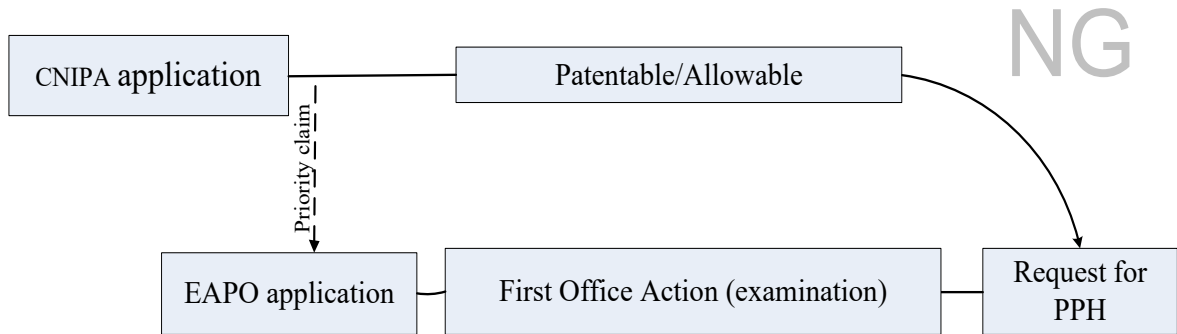 NG
CNIPA application
Patentable/Allowable
Priority claim
EAPO application
First Office Action (examination)
Request for
PPH